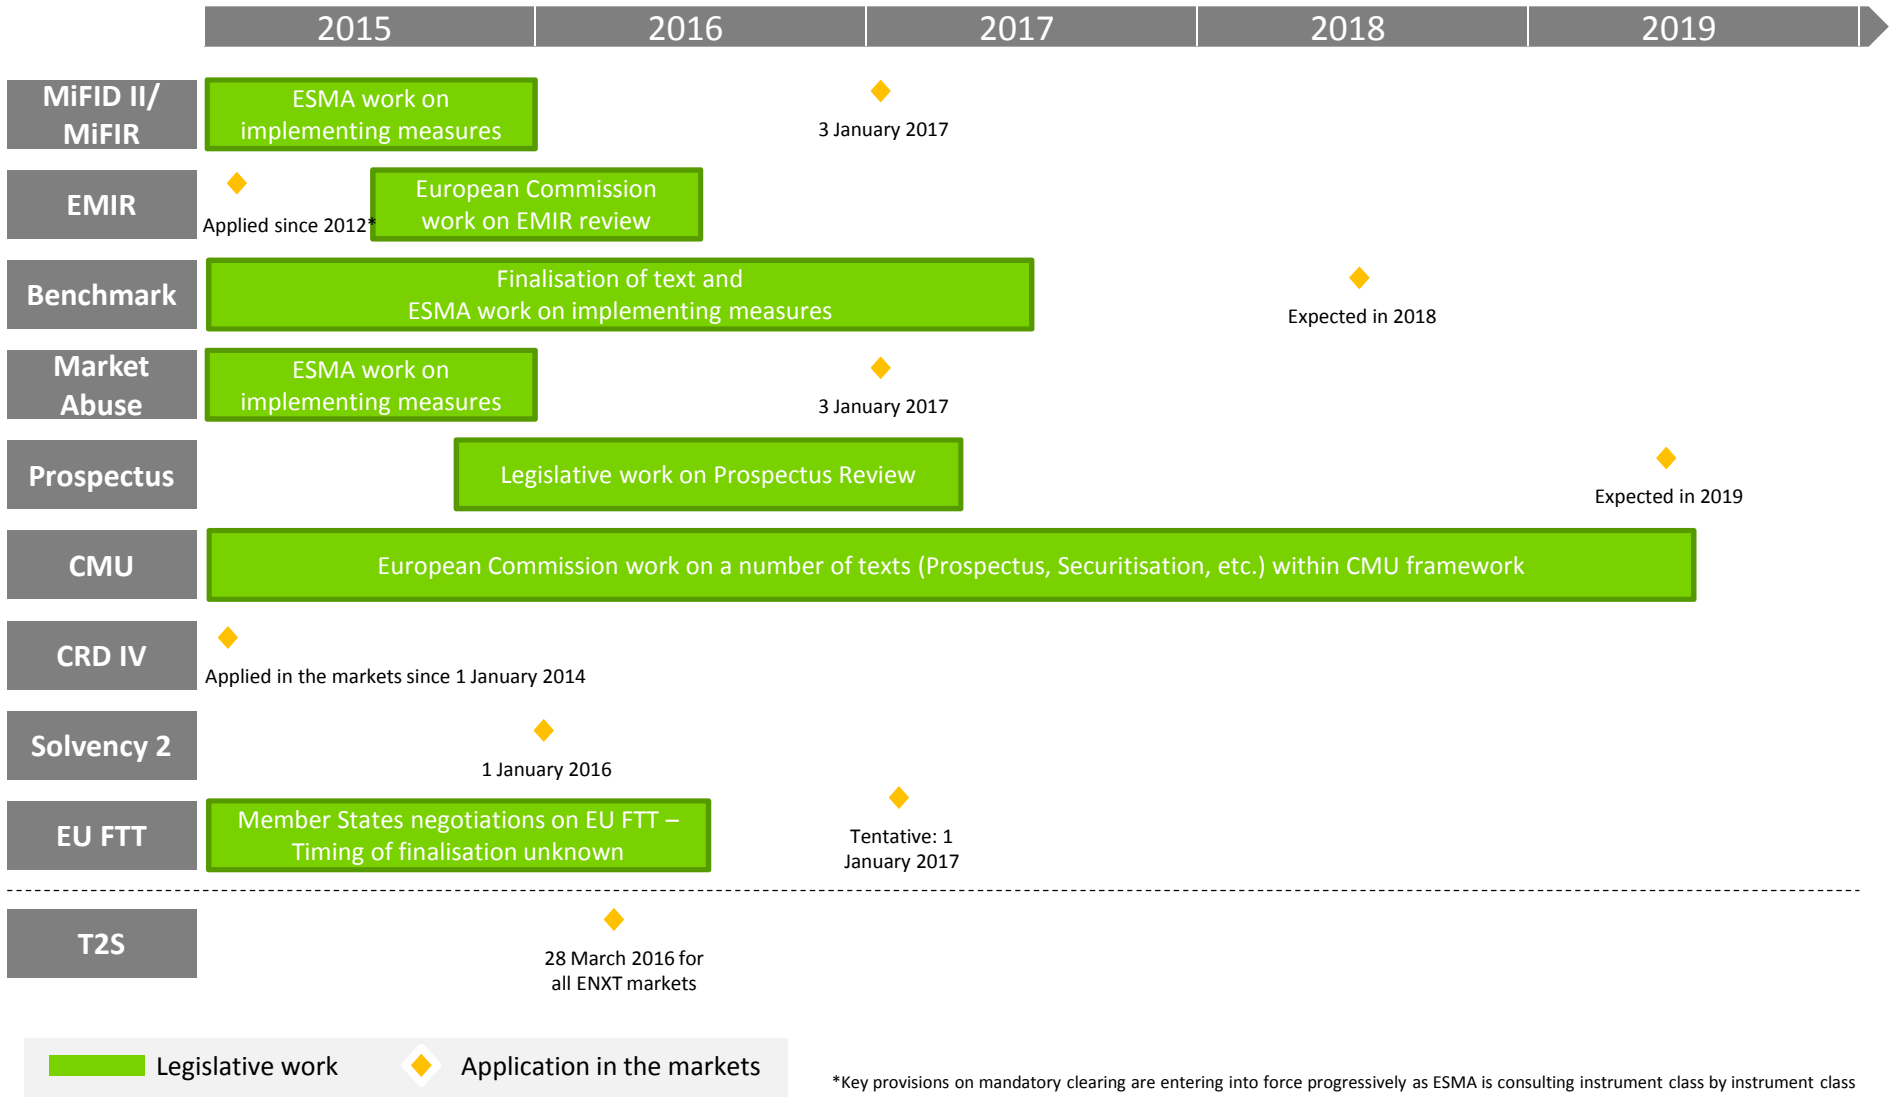 2015 2016 2017 2018 2019
MiFID II/
MiFIR
ESMA work on
implementing measures
3 January 2017
EMIR
Applied since 2012*
European Commission
work on EMIR review
Benchmark
Finalisation of text and
ESMA work on implementing measures
Expected in 2018
Market
Abuse
ESMA work on
implementing measures
3 January 2017
Prospectus
Legislative work on Prospectus Review
Expected in 2019
CMU
European Commission work on a number of texts (Prospectus, Securitisation, etc.) within CMU framework
CRD IV
Applied in the markets since 1 January 2014
Solvency 2
1 January 2016
EU FTT
Member States negotiations on EU FTT –
Timing of finalisation unknown
Tentative: 1
January 2017
T2S
28 March 2016 for
all ENXT markets
Legislative work
Application in the markets
*Key provisions on mandatory clearing are entering into force progressively as ESMA is consulting instrument class by instrument class